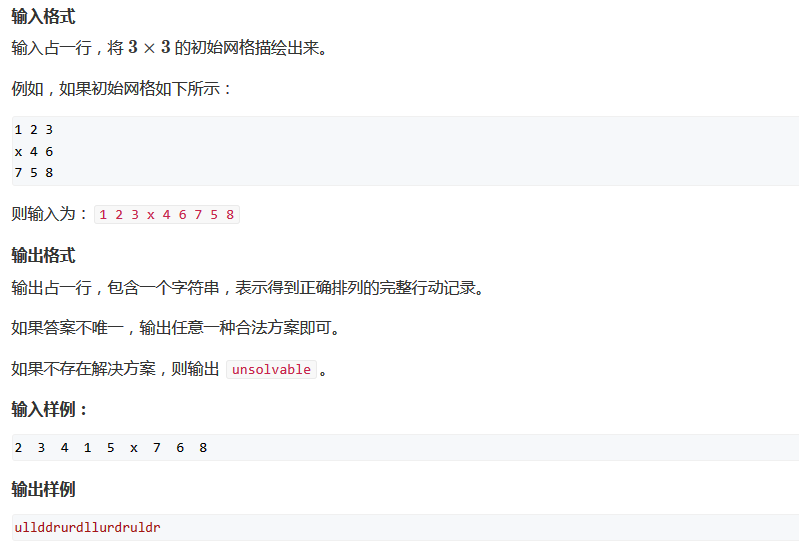 输入格式
输入占一行，将 3 × 3 的初始网格描绘出来。
例如，如果初始网格如下所示：
1 2 3
x 4 6
7 5 8
则输入为： 1 2 3 x 4 6 7 5 8
输出格式
输出占一行，包含一个字符串，表示得到正确排列的完整行动记录。
如果答案不唯一，输出任意一种合法方案即可。
如果不存在解决方案，则输出 unsolvable 。
输入样例：
2 3 4 1 5 x 7 6 8
输出样例
ullddrurdllurdruldr